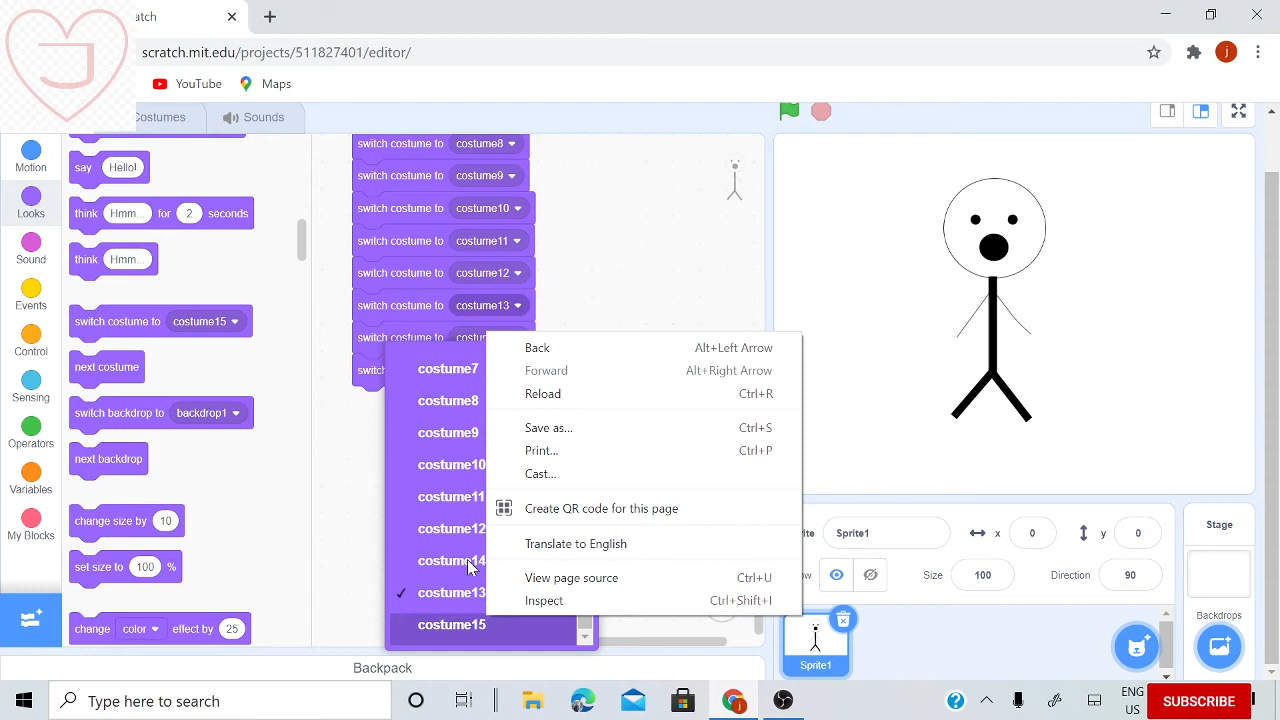 atch
scratch.mit.edu/projects/511827401/editor/
j
YouTube
Maps
J
Costumes
Sounds
Motion
Looks
Sound
Events
Control
Sensing
Operators
Variables
My Blocks
say Hello!
think Hmm... for 2 seconds
think Hmm...
switch costume to costume15
next costume
switch backdrop to backdrop1
next backdrop
change size by 10
set size to 100 %
change color effect by 25
switch costume to costume8
switch costume to costume9
switch costume to costume10
switch costume to costume11
switch costume to costume12
switch costume to costume13
switch costume to
switch
costume7
costume8
costume9
costume10
costume11
costume12
costume14
costume13
costume15
Back Alt+Left Arrow
Forward Alt+Right Arrow
Reload Ctrl+R
Save as... Ctrl+S
Print... Ctrl+P
Cast...
Create QR code for this page
Translate to English
View page source Ctrl+U
Inspect Ctrl+Shift+I
Sprite1
x 0
y 0
Size 100
Direction 90
Sprite1
Stage
Backdrops
Backpack
Type here to search
ENG
US
SUBSCRIBE